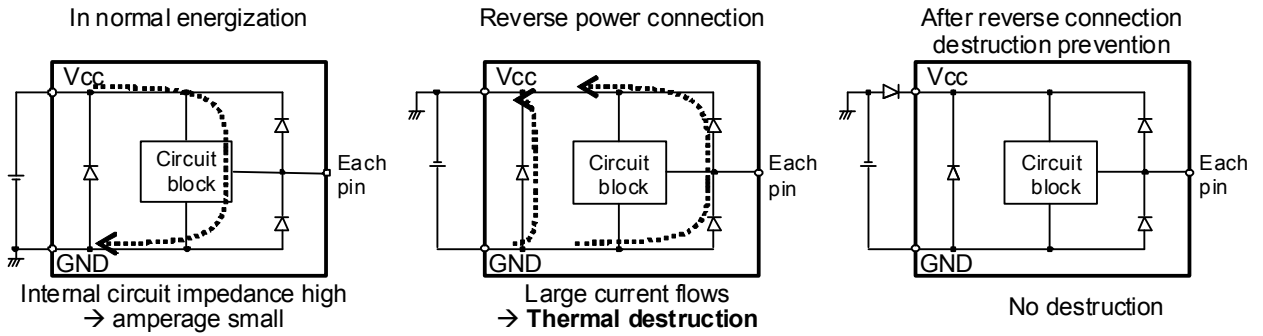 In normal energization
Vcc
Circuit
block
Each
pin
GND
Internal circuit impedance high
→ amperage small
Reverse power connection
Vcc
Circuit
block
Each
pin
GND
Large current flows
→ Thermal destruction
After reverse connection
destruction prevention
Vcc
Circuit
block
Each
pin
GND
No destruction